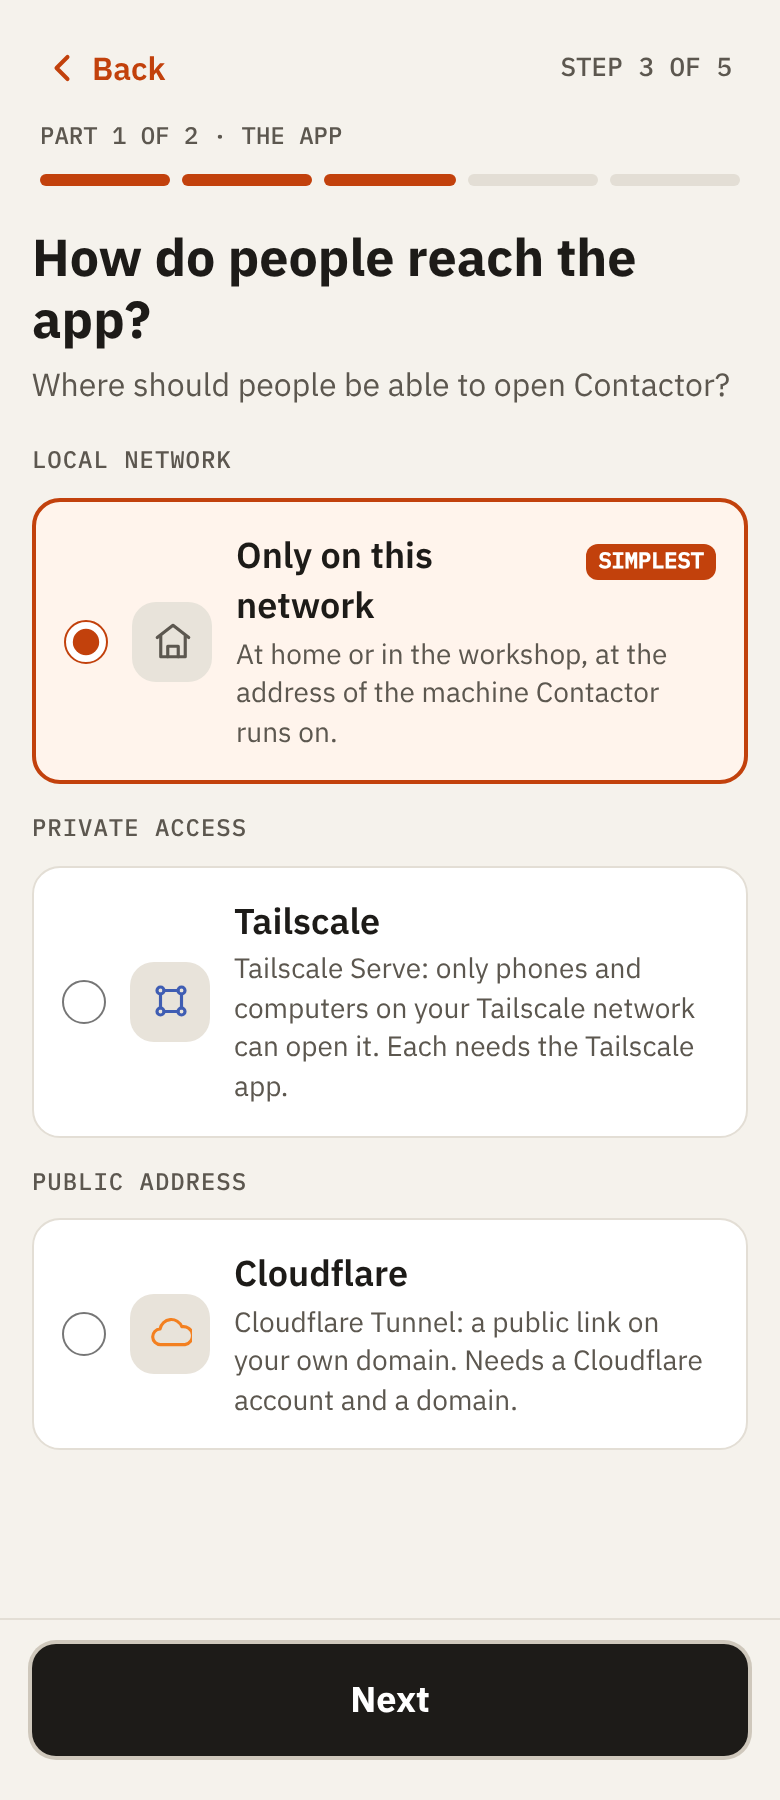 Back
STEP 3 OF 5
PART 1 OF 2 · THE APP
How do people reach the
app?
Where should people be able to open Contactor?
LOCAL NETWORK
Only on this
network
SIMPLEST
At home or in the workshop, at the
address of the machine Contactor
runs on.
PRIVATE ACCESS
Tailscale
Tailscale Serve: only phones and
computers on your Tailscale network
can open it. Each needs the Tailscale
app.
PUBLIC ADDRESS
Cloudflare
Cloudflare Tunnel: a public link on
your own domain. Needs a Cloudflare
account and a domain.
Next